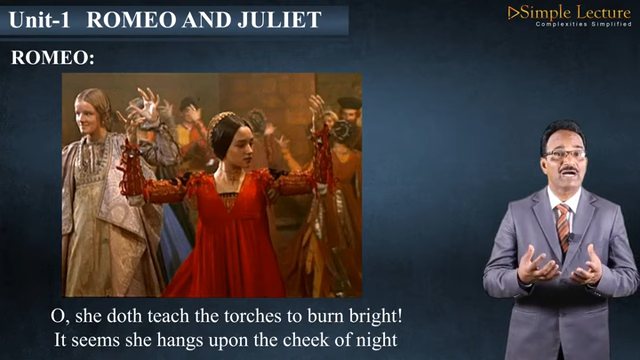 Unit-1 ROMEO AND JULIET
Simple Lecture
Complexities Simplified
ROMEO:
O, she doth teach the torches to burn bright!
It seems she hangs upon the cheek of night